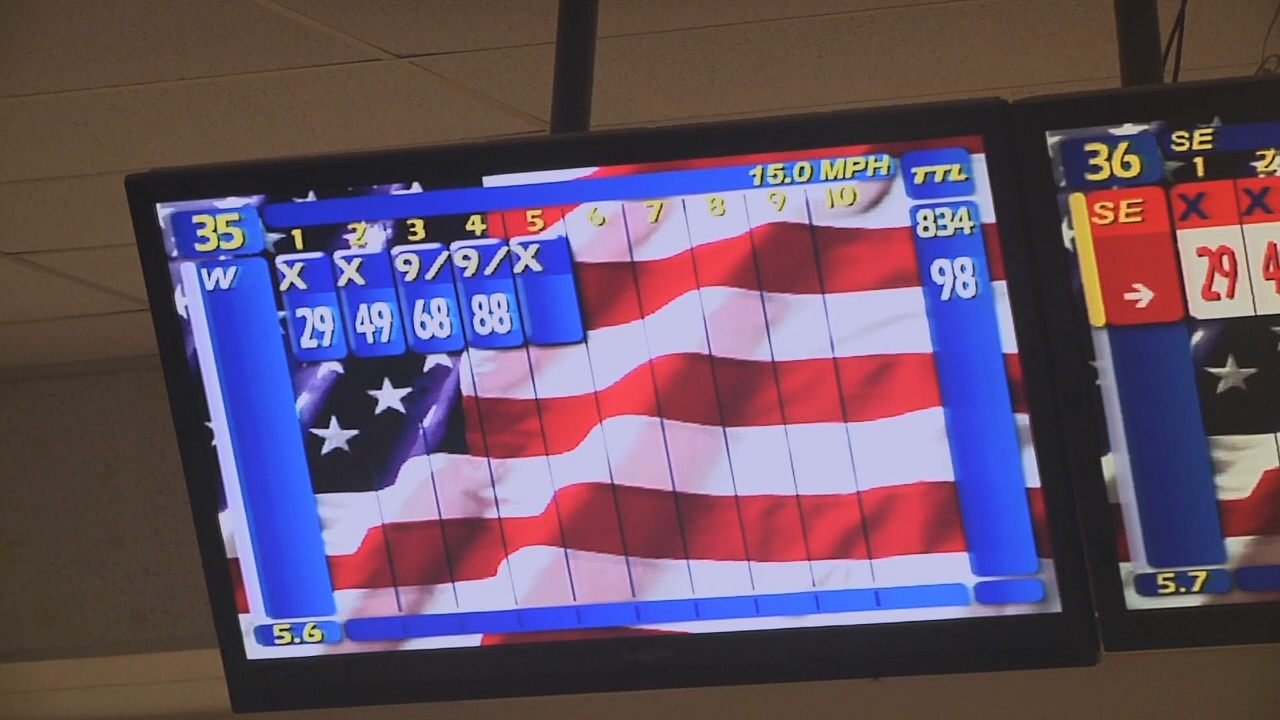 15.0 MPH TTL
35 1 2 3 4 5 6 7 8 9 10 834
W X X 9/ 9/ X 98
29 49 68 88
5.6
SE
36 1
SE X X
→ 29 4
5.7